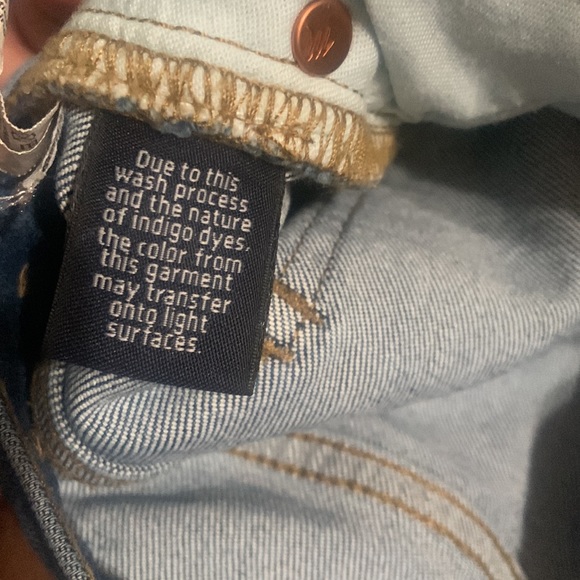 Due to this
wash process
and the nature
of indigo dyes,
the color from
this garment
may transfer
onto light
surfaces.